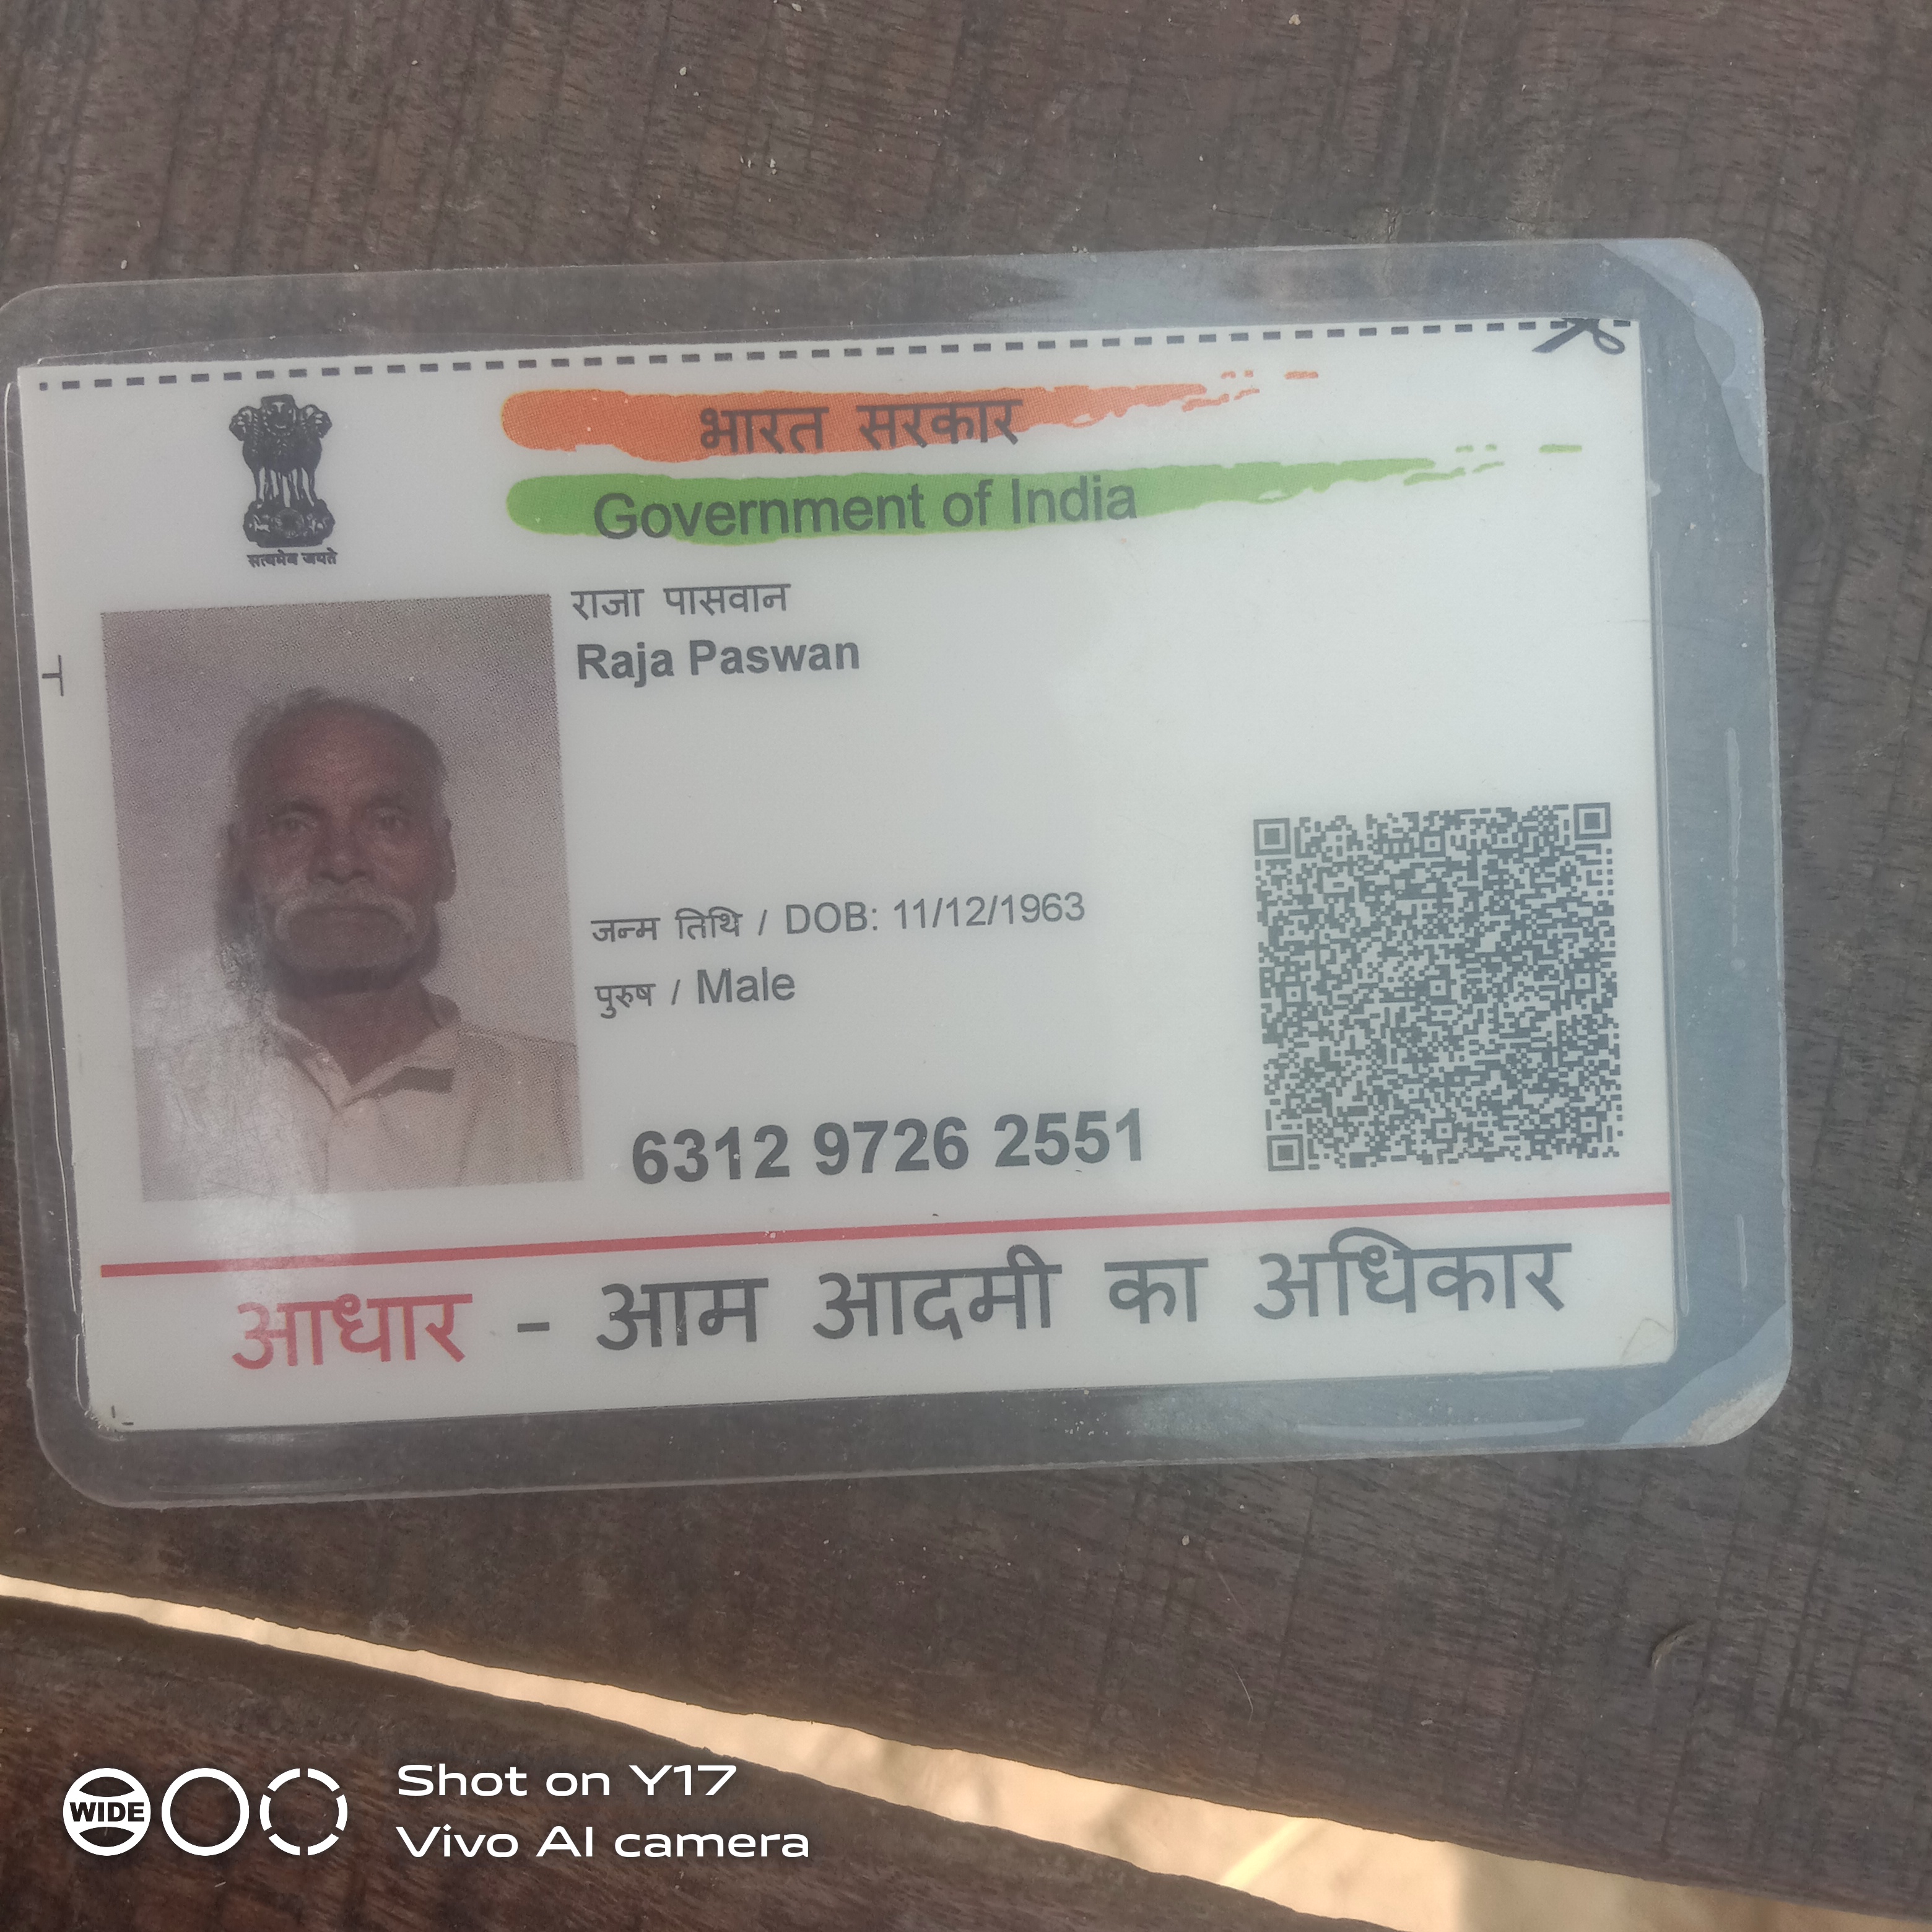 भारत सरकार
Government of India
सत्यमेव जयते
राजा पासवान
Raja Paswan
जन्म तिथि / DOB: 11/12/1963
पुरुष / Male
6312 9726 2551
आधार - आम आदमी का अधिकार
WIDE
Shot on Y17
Vivo AI camera